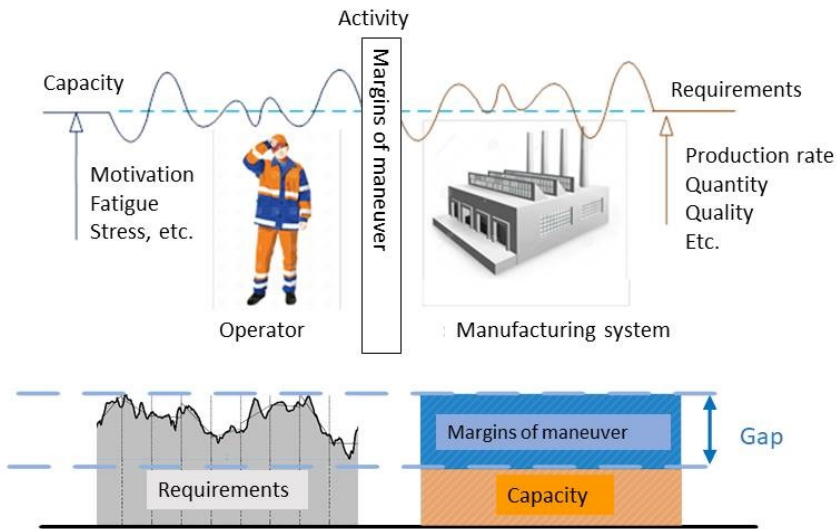 Activity
Capacity
Margins of maneuver
Requirements
Motivation
Fatigue
Stress, etc.
Production rate
Quantity
Quality
Etc.
Operator
: Manufacturing system
Margins of maneuver
Gap
Requirements
Capacity